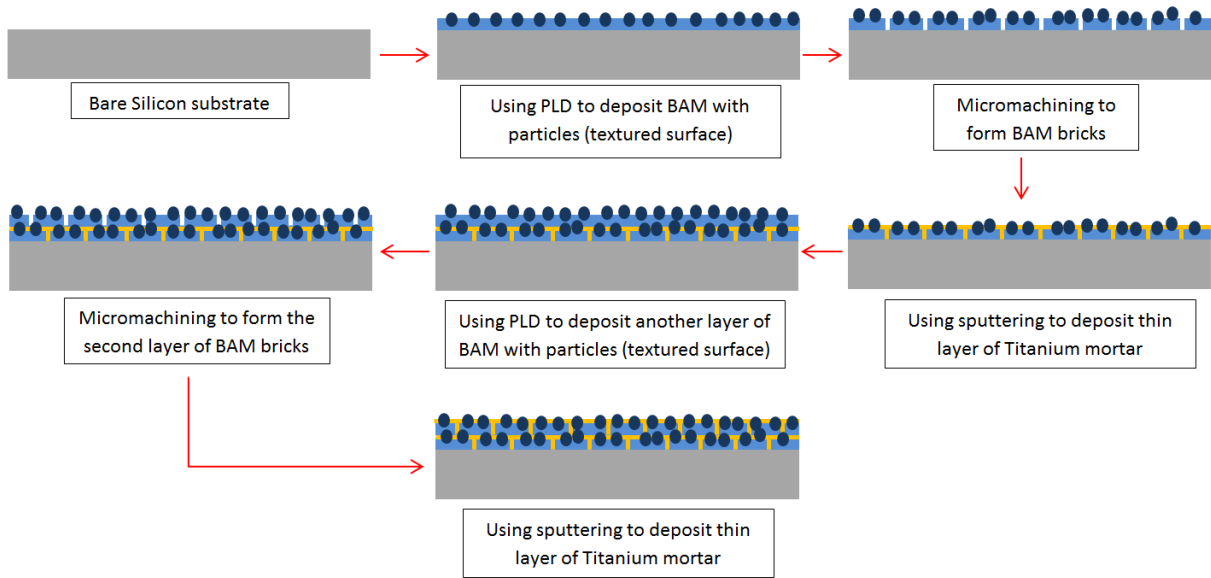 Bare Silicon substrate
Using PLD to deposit BAM with
particles (textured surface)
Micromachining to
form BAM bricks
Using sputtering to deposit thin
layer of Titanium mortar
Using PLD to deposit another layer of
BAM with particles (textured surface)
Micromachining to form the
second layer of BAM bricks
Using sputtering to deposit thin
layer of Titanium mortar